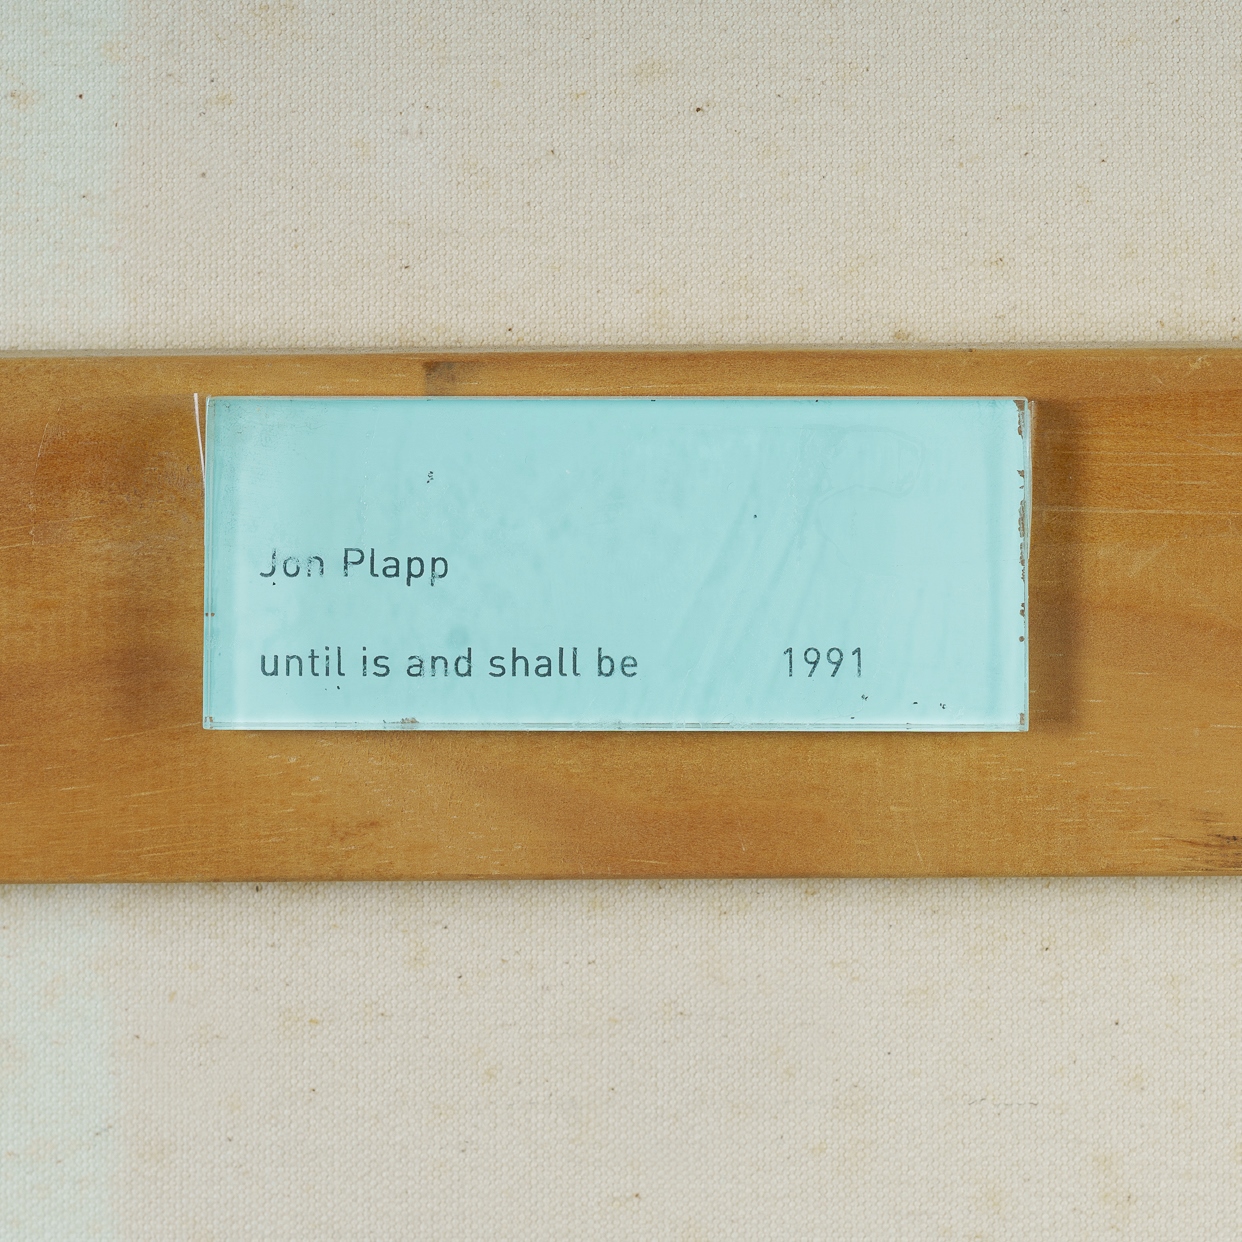 Jon Plapp
until is and shall be 1991